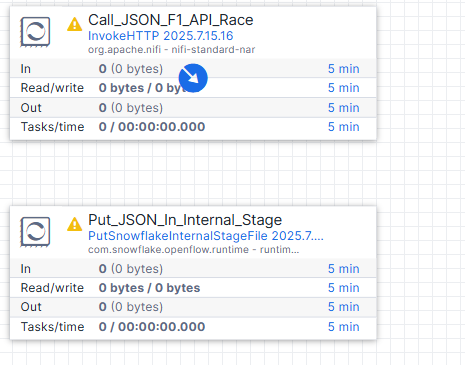 Call_JSON_F1_API_Race
InvokeHTTP 2025.7.15.16
org.apache.nifi - nifi-standard-nar
In 0 (0 bytes) 5 min
Read/write 0 bytes / 0 bytes 5 min
Out 0 (0 bytes) 5 min
Tasks/time 0 / 00:00:00.000 5 min
Put_JSON_In_Internal_Stage
PutSnowflakeInternalStageFile 2025.7....
com.snowflake.openflow.runtime - runtim...
In 0 (0 bytes) 5 min
Read/write 0 bytes / 0 bytes 5 min
Out 0 (0 bytes) 5 min
Tasks/time 0 / 00:00:00.000 5 min